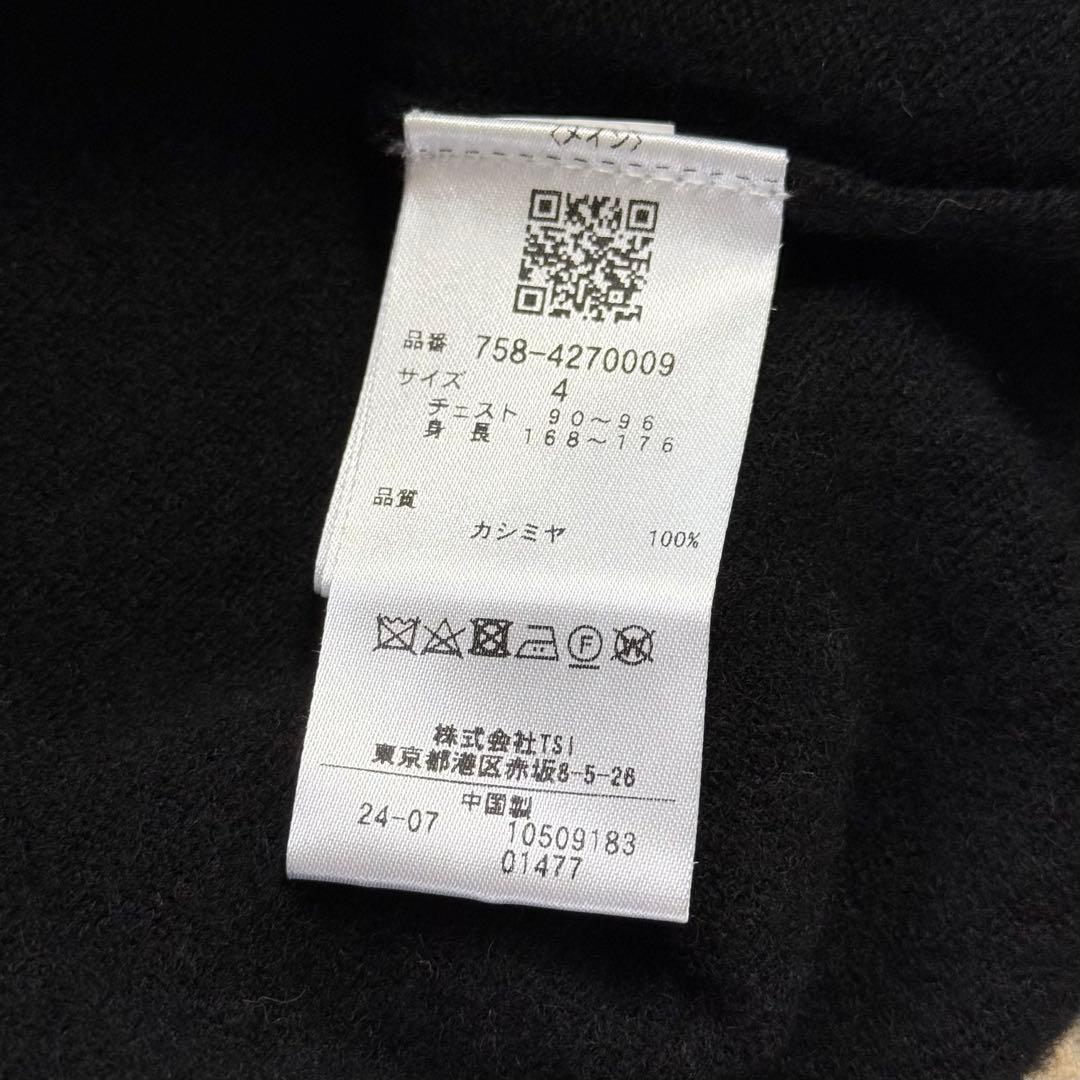 〈メイン〉
品番 758-4270009
サイズ 4
チェスト 90〜96
身長 168〜176
品質
カシミヤ 100%
F W
株式会社TSI
東京都港区赤坂8-5-26
中国製
24-07 10509183
01477